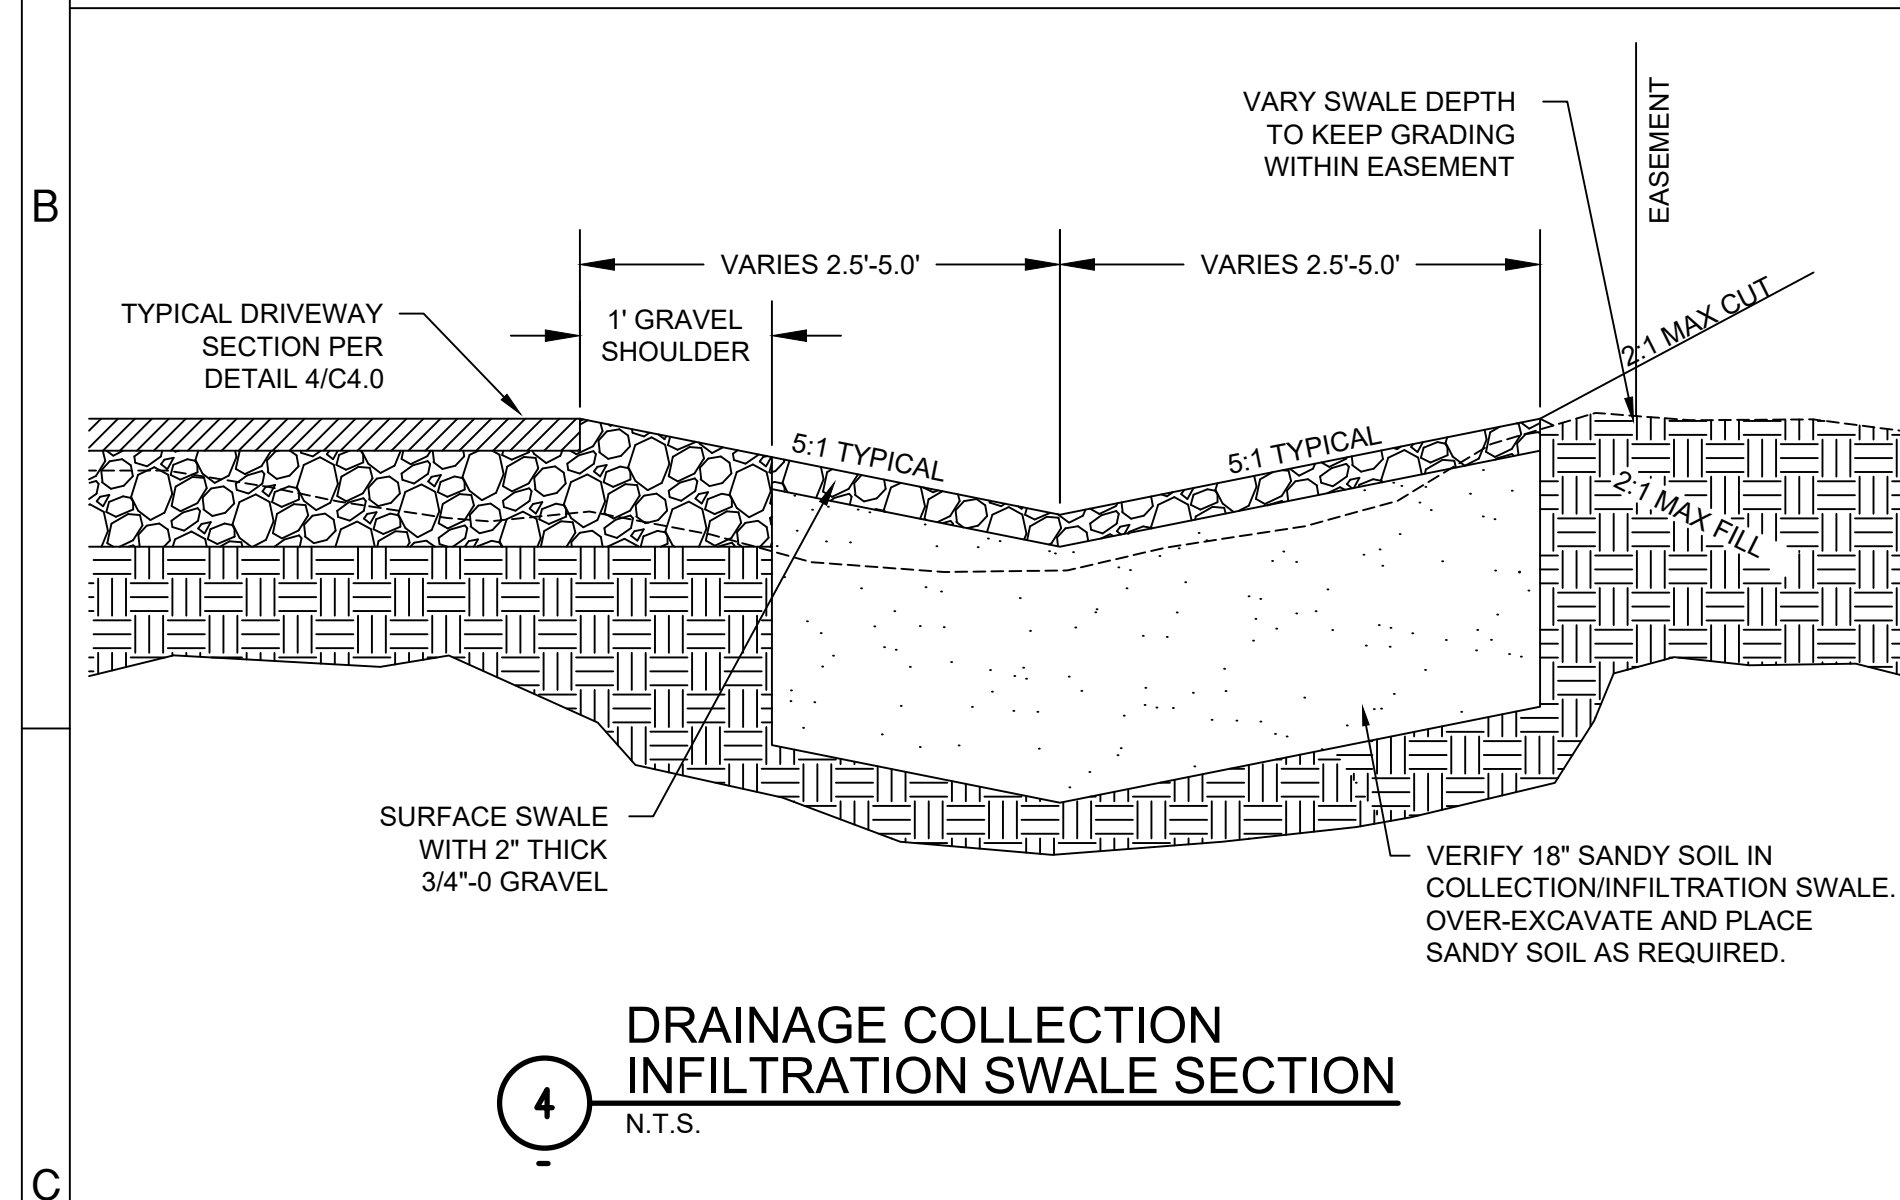 B
VARY SWALE DEPTH
TO KEEP GRADING
WITHIN EASEMENT
EASEMENT
VARIES 2.5'-5.0'
VARIES 2.5'-5.0'
TYPICAL DRIVEWAY
SECTION PER
DETAIL 4/C4.0
1' GRAVEL
SHOULDER
2:1 MAX CUT
5:1 TYPICAL
5:1 TYPICAL
2:1 MAX FILL
SURFACE SWALE
WITH 2" THICK
3/4"-0 GRAVEL
VERIFY 18" SANDY SOIL IN
COLLECTION/INFILTRATION SWALE.
OVER-EXCAVATE AND PLACE
SANDY SOIL AS REQUIRED.
DRAINAGE COLLECTION
INFILTRATION SWALE SECTION
4
N.T.S.
-
C